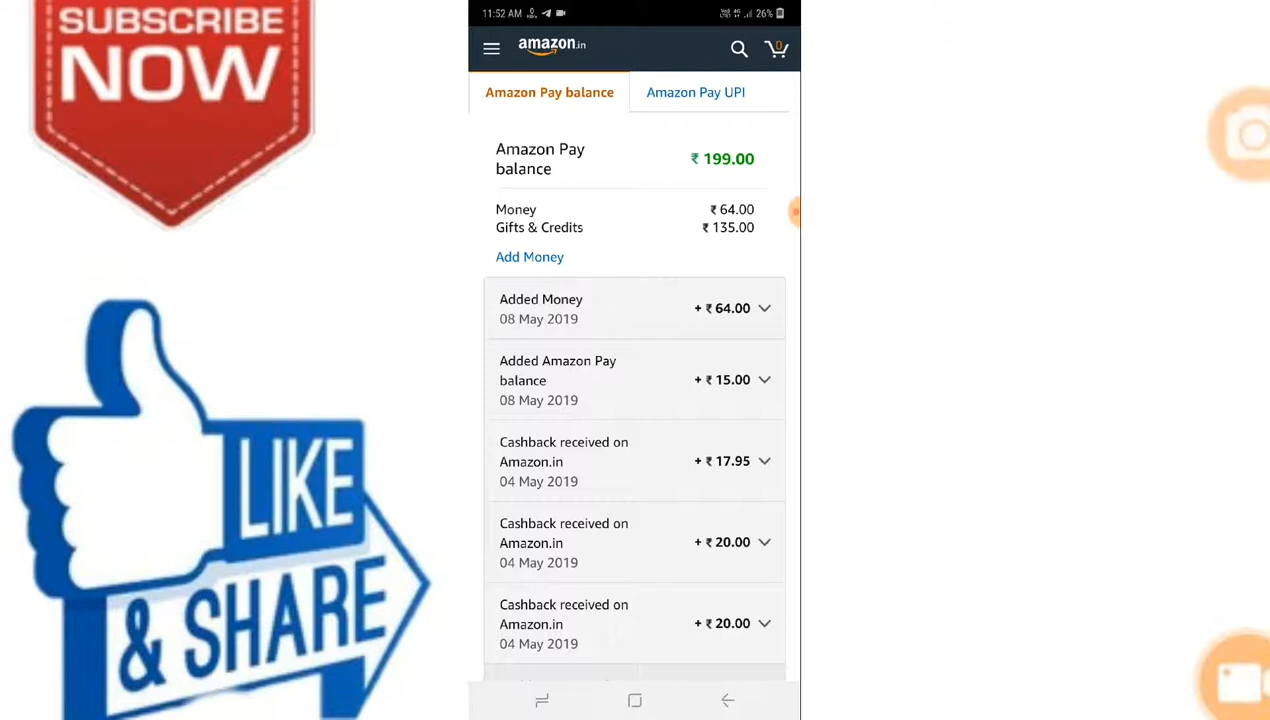 SUBSCRIBE
NOW
LIKE
& SHARE
11:52 AM
26%
amazon.in
0
Amazon Pay balance
Amazon Pay UPI
Amazon Pay
balance
₹ 199.00
Money
₹ 64.00
Gifts & Credits
₹ 135.00
Add Money
Added Money
08 May 2019
+ ₹ 64.00
Added Amazon Pay
balance
08 May 2019
+ ₹ 15.00
Cashback received on
Amazon.in
04 May 2019
+ ₹ 17.95
Cashback received on
Amazon.in
04 May 2019
+ ₹ 20.00
Cashback received on
Amazon.in
04 May 2019
+ ₹ 20.00